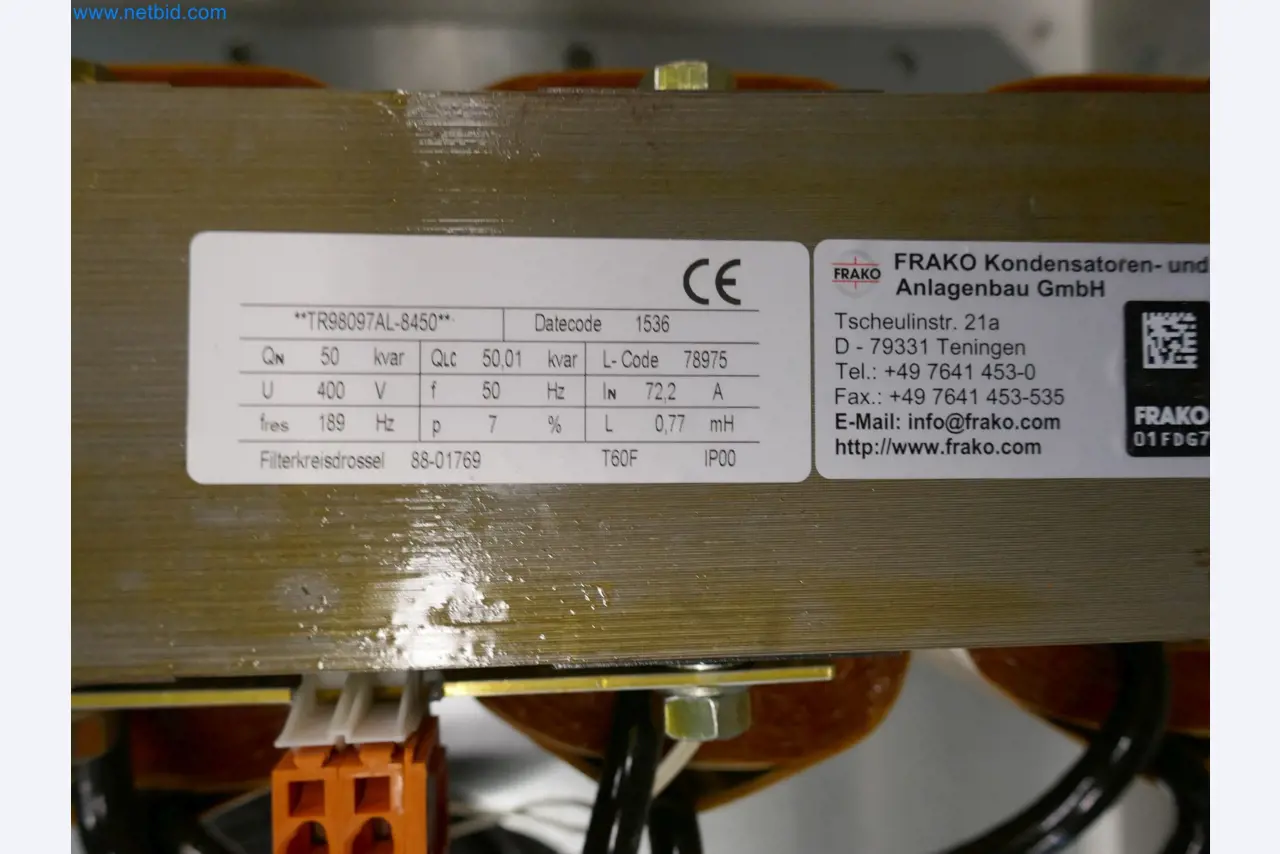 www.netbid.com
CE
**TR98097AL-8450** Datecode 1536
QN 50 kvar QLC 50,01 kvar L- Code 78975
U 400 V f 50 Hz IN 72,2 A
fres 189 Hz p 7 % L 0,77 mH
Filterkreisdrossel 88-01769 T60F IP00
FRAKO
FRAKO Kondensatoren- und
Anlagenbau GmbH
Tscheulinstr. 21a
D - 79331 Teningen
Tel.: +49 7641 453-0
Fax.: +49 7641 453-535
E-Mail: info@frako.com
http://www.frako.com
FRAKO
01FDG7